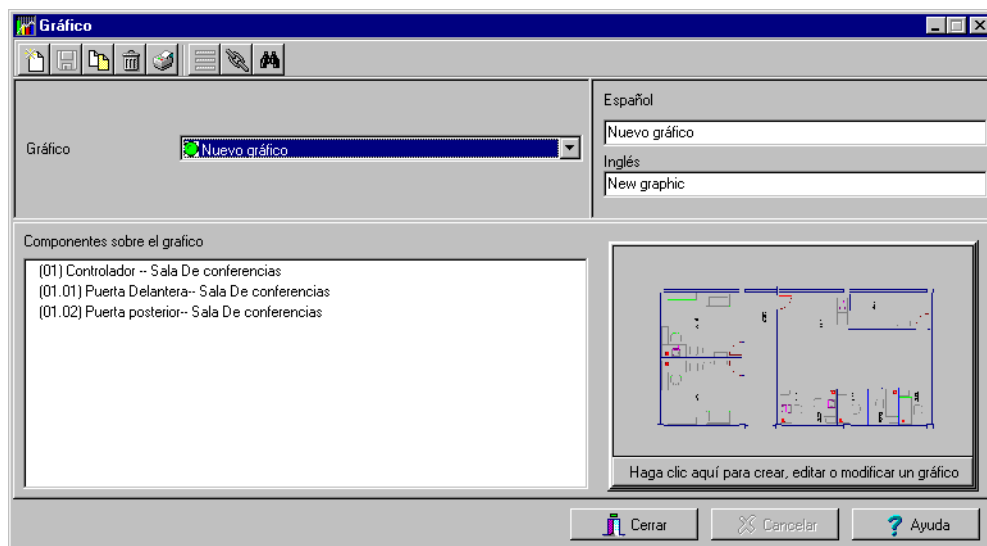 Gráfico
Español
Nuevo gráfico
Gráfico
Nuevo gráfico
Inglés
New graphic
Componentes sobre el grafico
(01) Controlador -- Sala De conferencias
(01.01) Puerta Delantera-- Sala De conferencias
(01.02) Puerta posterior-- Sala De conferencias
Haga clic aquí para crear, editar o modificar un gráfico
Cerrar
Cancelar
Ayuda